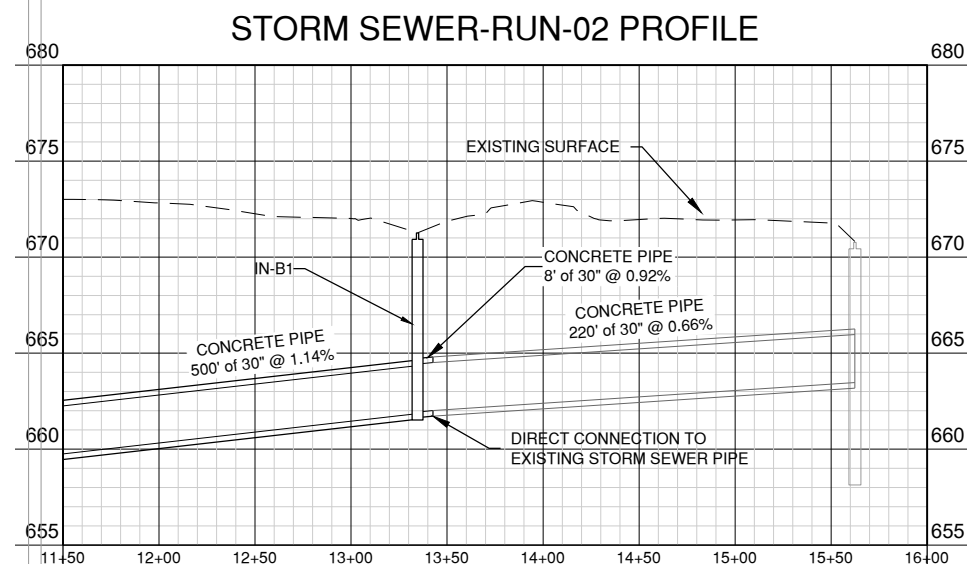 STORM SEWER-RUN-02 PROFILE
680 680
675 675
EXISTING SURFACE
670 670
IN-B1
CONCRETE PIPE
8' of 30" @ 0.92%
CONCRETE PIPE
220' of 30" @ 0.66%
665 665
CONCRETE PIPE
500' of 30" @ 1.14%
660 660
DIRECT CONNECTION TO
EXISTING STORM SEWER PIPE
655 655
11+50 12+00 12+50 13+00 13+50 14+00 14+50 15+00 15+50 16+00